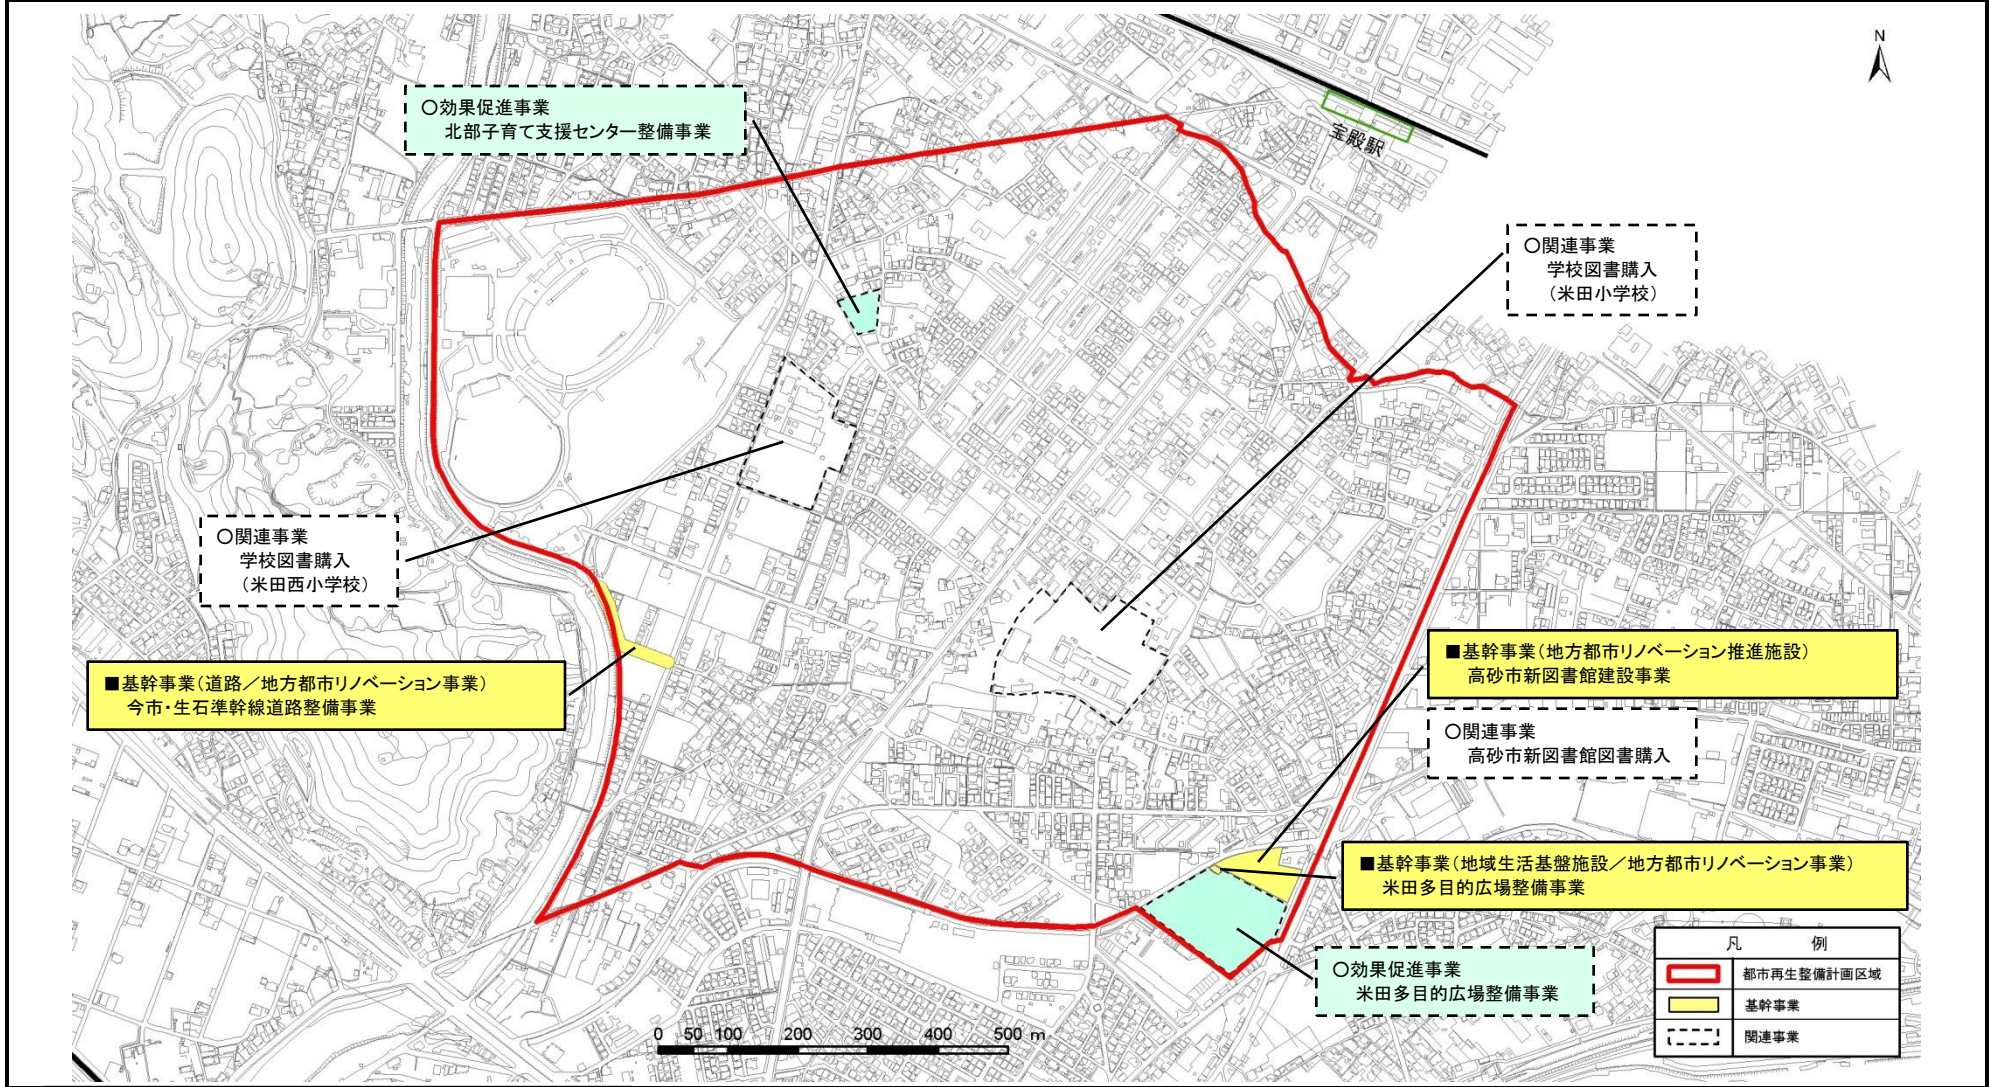 N
宝殿駅
○効果促進事業
北部子育て支援センター整備事業
○関連事業
学校図書購入
（米田小学校）
○関連事業
学校図書購入
（米田西小学校）
■基幹事業（道路／地方都市リノベーション事業）
今市・生石準幹線道路整備事業
■基幹事業（地方都市リノベーション推進施設）
高砂市新図書館建設事業
○関連事業
高砂市新図書館図書購入
■基幹事業（地域生活基盤施設／地方都市リノベーション事業）
米田多目的広場整備事業
○効果促進事業
米田多目的広場整備事業
凡 例
都市再生整備計画区域
基幹事業
関連事業
0 50 100 200 300 400 500 m